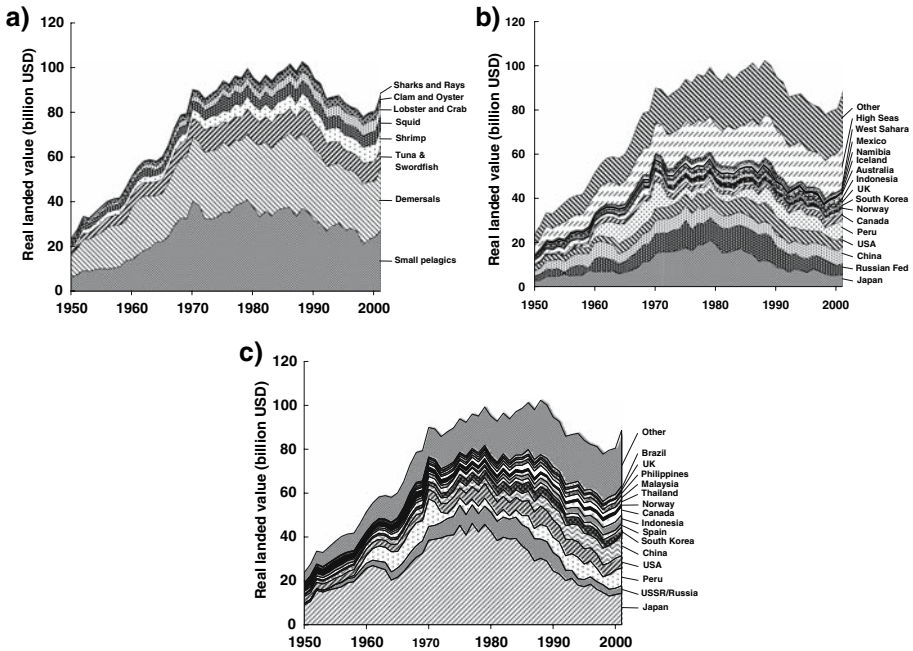 a)
Real landed value (billion USD)
120
100
80
60
40
20
0
1950 1960 1970 1980 1990 2000
Sharks and Rays
Clam and Oyster
Lobster and Crab
Squid
Shrimp
Tuna &
Swordfish
Demersals
Small pelagics
b)
Real landed value (billion USD)
120
100
80
60
40
20
0
1950 1960 1970 1980 1990 2000
Other
High Seas
West Sahara
Mexico
Namibia
Iceland
Australia
Indonesia
UK
South Korea
Norway
Canada
Peru
USA
China
Russian Fed
Japan
c)
Real landed value (billion USD)
120
100
80
60
40
20
0
1950 1960 1970 1980 1990 2000
Other
Brazil
UK
Philippines
Malaysia
Thailand
Norway
Canada
Indonesia
Spain
South Korea
China
USA
Peru
USSR/Russia
Japan